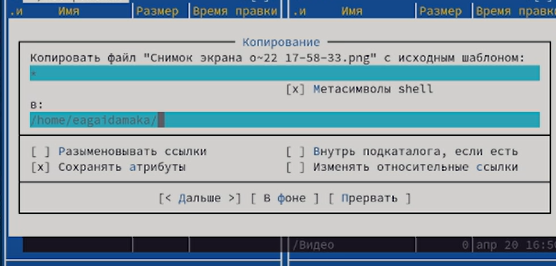 .и Имя Размер Время правки .и Имя Размер Время правки
Копирование
Копировать файл "Снимок экрана о~22 17-58-33.png" с исходным шаблоном:
*
[x] Метасимволы shell
в:
/home/eagaidamaka/
[ ] Разыменовывать ссылки [ ] Внутрь подкаталога, если есть
[x] Сохранять атрибуты [ ] Изменять относительные ссылки
[< Дальше >] [ В фоне ] [ Прервать ]
/Видео 0 апр 20 16:50